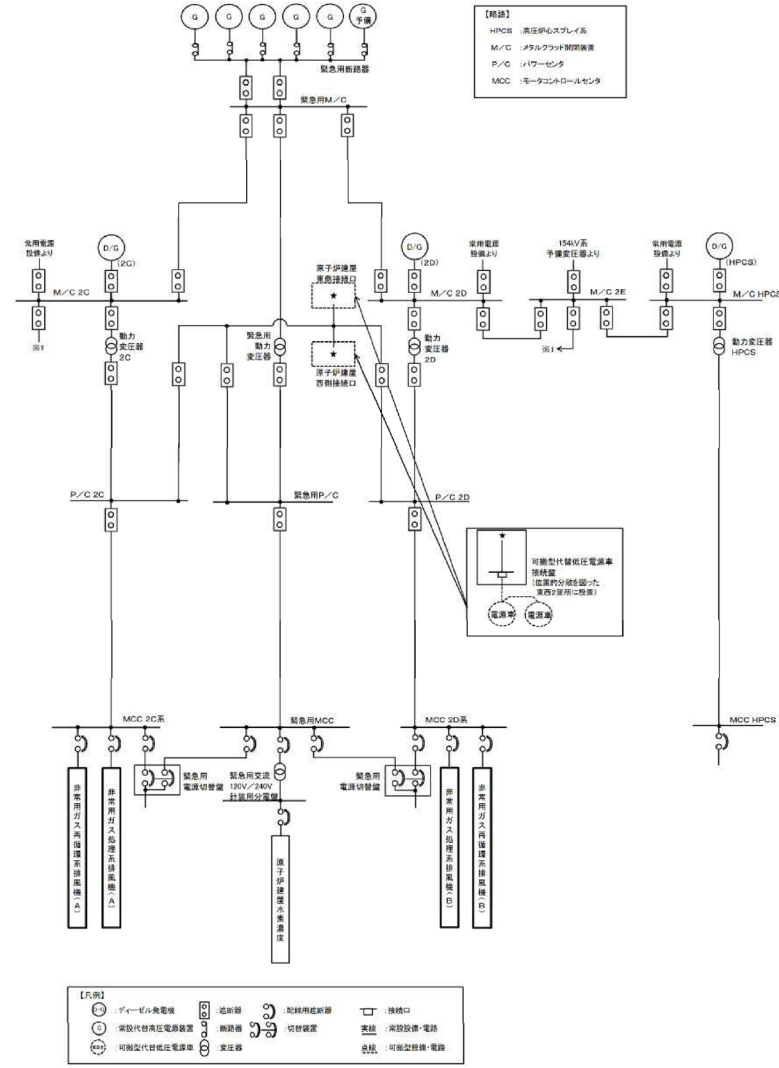 G
G
G
G
G
G
予備
緊急用断路器
緊急用M/C
【略語】
HPCS :高圧炉心スプレイ系
M/C :メタルクラッド開閉装置
P/C :パワーセンタ
MCC :モータコントロールセンタ
常用電源
設備より
D/G
(2C)
原子炉建屋
東側接続口
★
D/G
(2D)
常用電源
設備より
154kV系
予備変圧器より
常用電源
設備より
D/G
(HPCS)
M/C 2C
M/C 2D
M/C 2E
M/C HPCS
※1
動力
変圧器
2C
緊急用
動力
変圧器
★
原子炉建屋
西側接続口
動力
変圧器
2D
※1
動力変圧器
HPCS
P/C 2C
緊急用P/C
P/C 2D
★
可搬型代替低圧電源車
接続盤
(位置的分散を図った
東西2箇所に設置)
電源車
電源車
MCC 2C系
緊急用MCC
MCC 2D系
MCC HPCS
緊急用
電源切替盤
緊急用交流
120V/240V
計装用分電盤
緊急用
電源切替盤
非常用ガス再循環系排風機(A)
非常用ガス処理系排風機(A)
原子炉建屋水素濃度
非常用ガス処理系排風機(B)
非常用ガス再循環系排風機(B)
【凡例】
D/G :ディーゼル発電機 :遮断器 :配線用遮断器 :接続口
G :常設代替高圧電源装置 :断路器 :切替装置 実線 :常設設備・電路
電源車 :可搬型代替低圧電源車 :変圧器 点線 :可搬型設備・電路